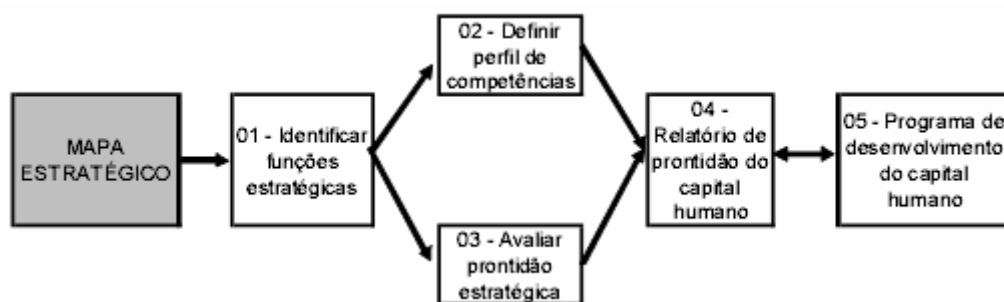 MAPA
ESTRATÉGICO
01 - Identificar
funções
estratégicas
02 - Definir
perfil de
competências
03 - Avaliar
prontidão
estratégica
04 -
Relatório de
prontidão do
capital
humano
05 - Programa de
desenvolvimento
do capital
humano